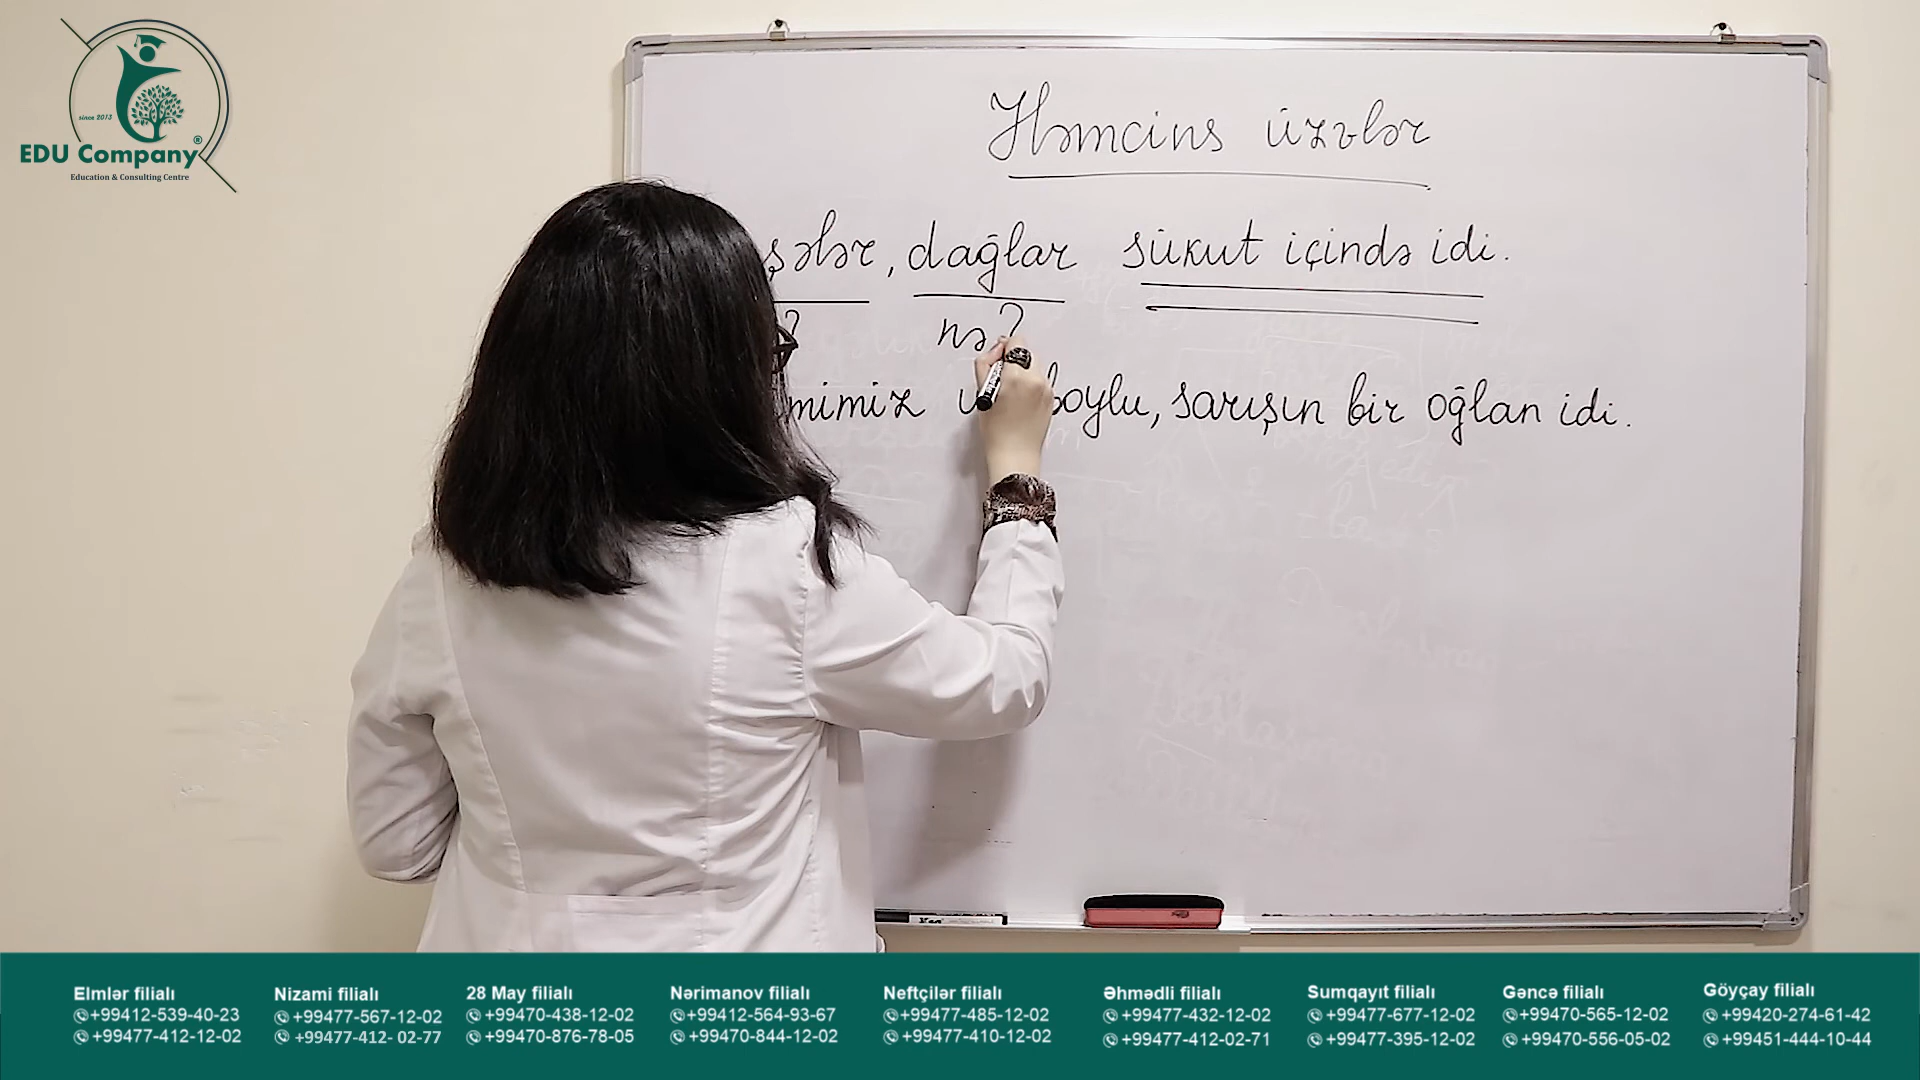 since 2013
EDU Company®
Education & Consulting Centre
Həmcins üzvlər
şələr, dağlar sükut içində idi.
? nə?
mimiz boylu, sarışın bir oğlan idi.
Elmlər filialı
+99412-539-40-23
+99477-412-12-02
Nizami filialı
+99477-567-12-02
+99477-412- 02-77
28 May filialı
+99470-438-12-02
+99470-876-78-05
Nərimanov filialı
+99412-564-93-67
+99470-844-12-02
Neftçilər filialı
+99477-485-12-02
+99477-410-12-02
Əhmədli filialı
+99477-432-12-02
+99477-412-02-71
Sumqayıt filialı
+99477-677-12-02
+99477-395-12-02
Gəncə filialı
+99470-565-12-02
+99470-556-05-02
Göyçay filialı
+99420-274-61-42
+99451-444-10-44